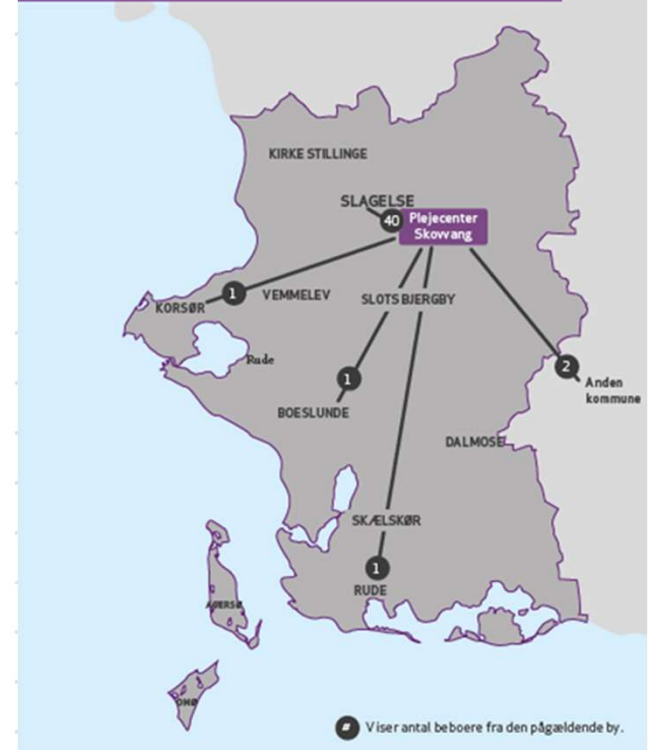 KIRKE STILLINGE
SLAGELSE
40
Plejecenter
Skovvang
1
VEMMELEV
KORSØR
SLOTS BJERGBY
Rude
1
BOESLUNDE
2
Anden
kommune
DALMOSE
SKÆLSKØR
1
RUDE
AGERSØ
OMØ
# Viser antal beboere fra den pågældende by.